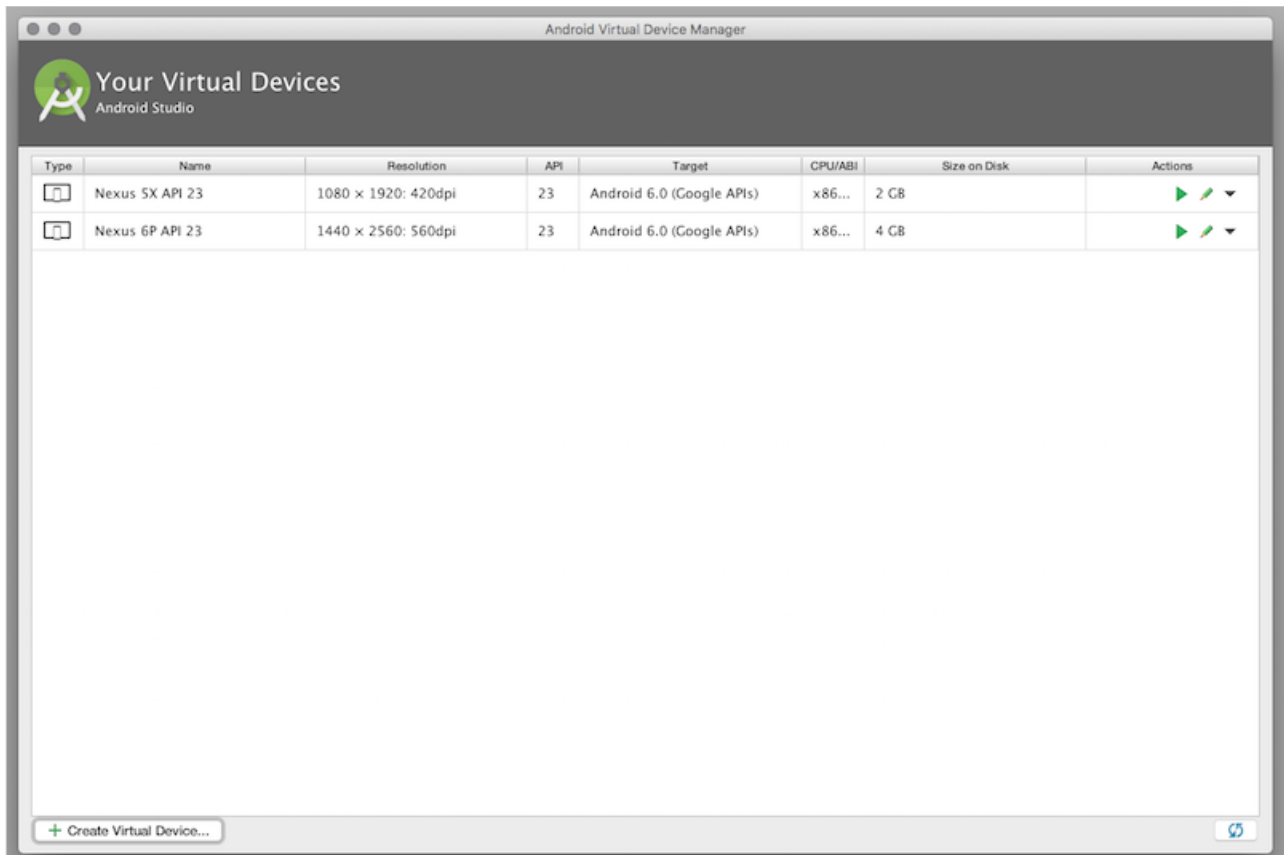 Android Virtual Device Manager
Your Virtual Devices
Android Studio
Type Name Resolution API Target CPU/ABI Size on Disk Actions
Nexus 5X API 23 1080 × 1920: 420dpi 23 Android 6.0 (Google APIs) x86... 2 GB
Nexus 6P API 23 1440 × 2560: 560dpi 23 Android 6.0 (Google APIs) x86... 4 GB
+ Create Virtual Device...